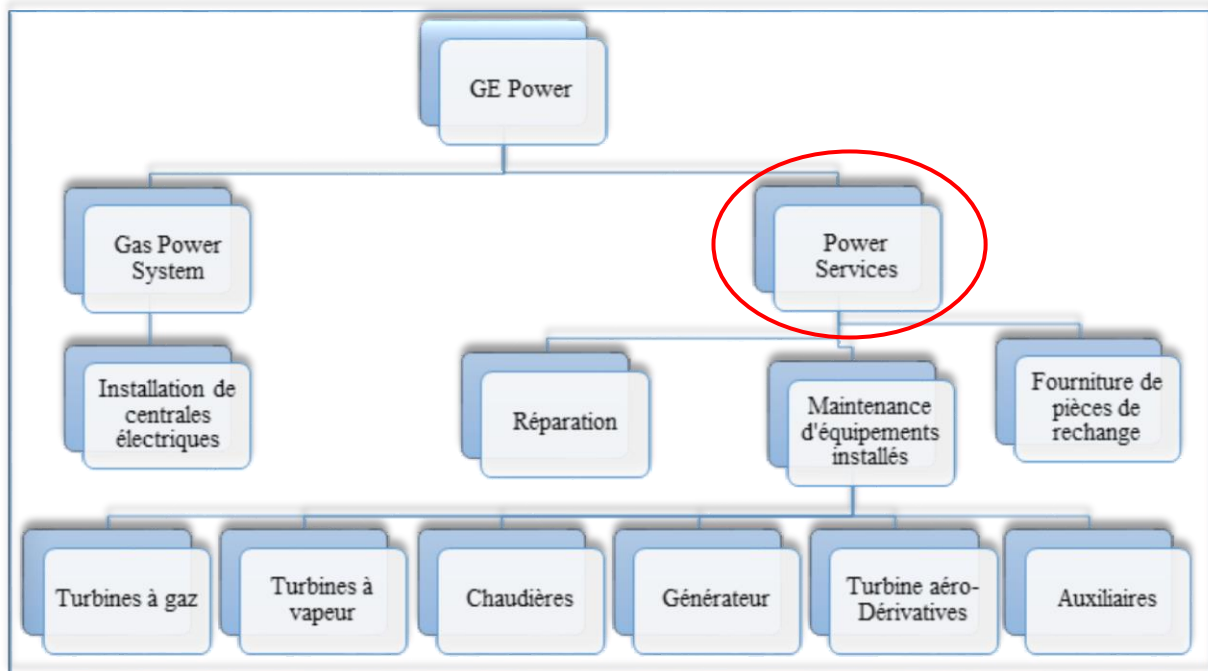 GE Power
Gas Power
System
Power
Services
Installation de
centrales
électriques
Réparation
Maintenance
d'équipements
installés
Fourniture de
pièces de
rechange
Turbines à gaz
Turbines à
vapeur
Chaudières
Générateur
Turbine aéro-
Dérivatives
Auxiliaires